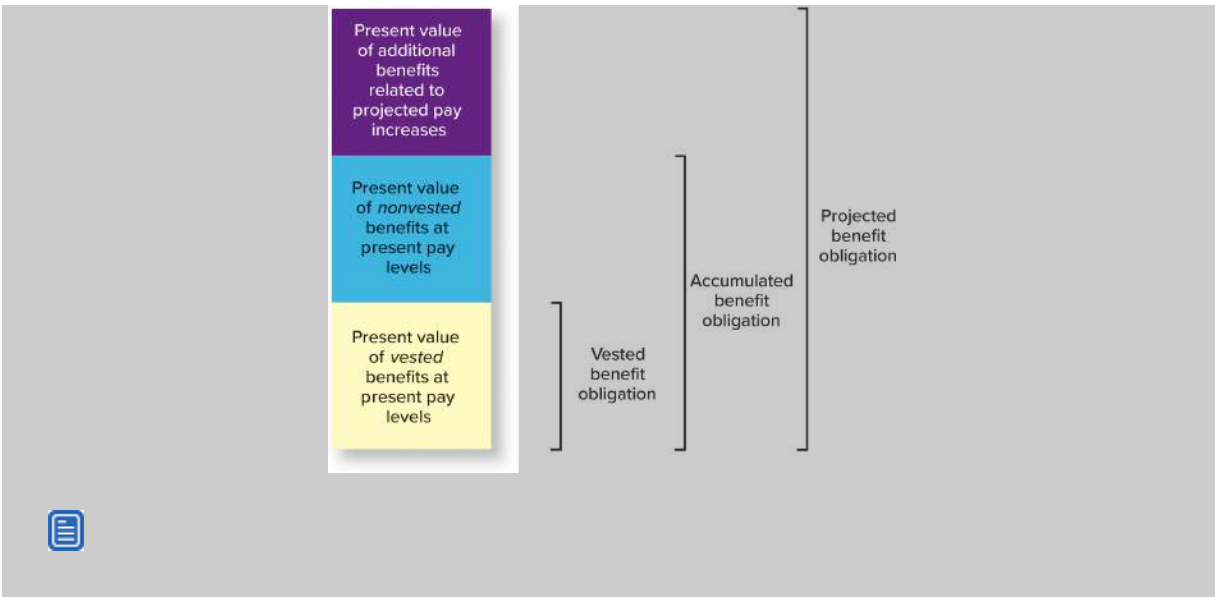 Present value
of additional
benefits
related to
projected pay
increases
Present value
of nonvested
benefits at
present pay
levels
Present value
of vested
benefits at
present pay
levels
Vested
benefit
obligation
Accumulated
benefit
obligation
Projected
benefit
obligation